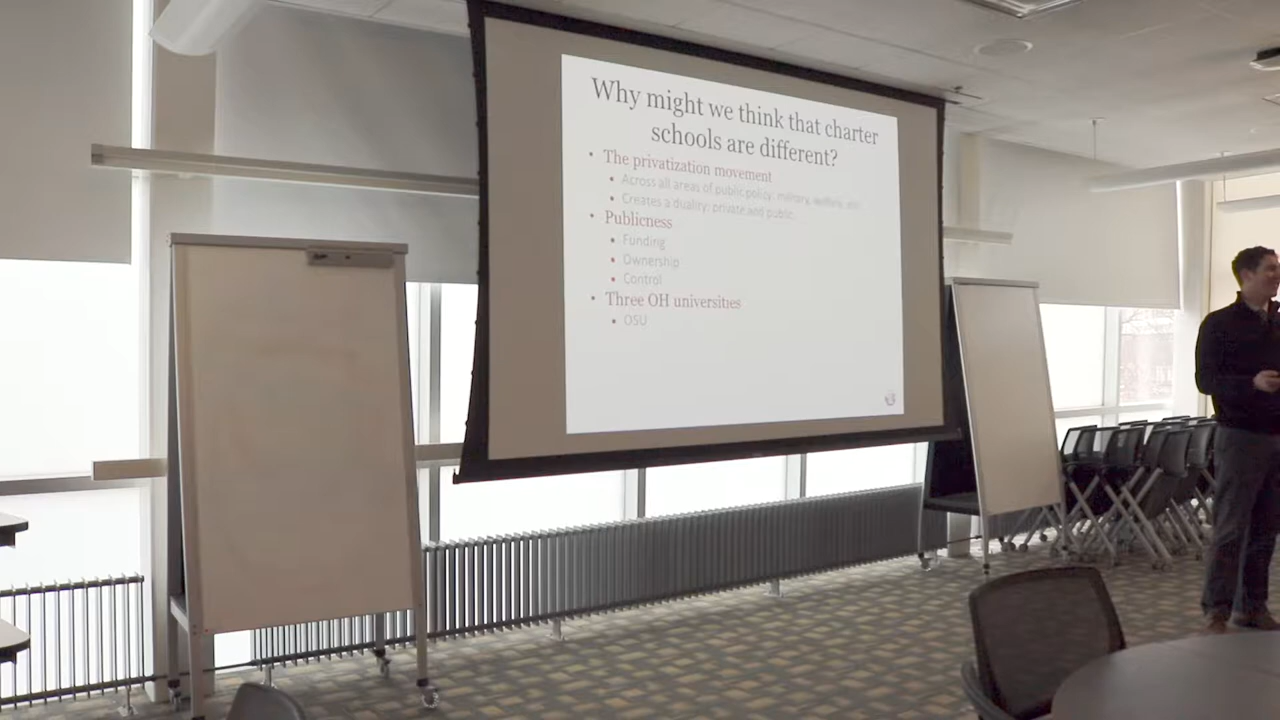 Why might we think that charter
schools are different?
• The privatization movement
• Across all areas of public policy: military, welfare, etc.
• Creates a duality: private and public
• Publicness
• Funding
• Ownership
• Control
• Three OH universities
• OSU